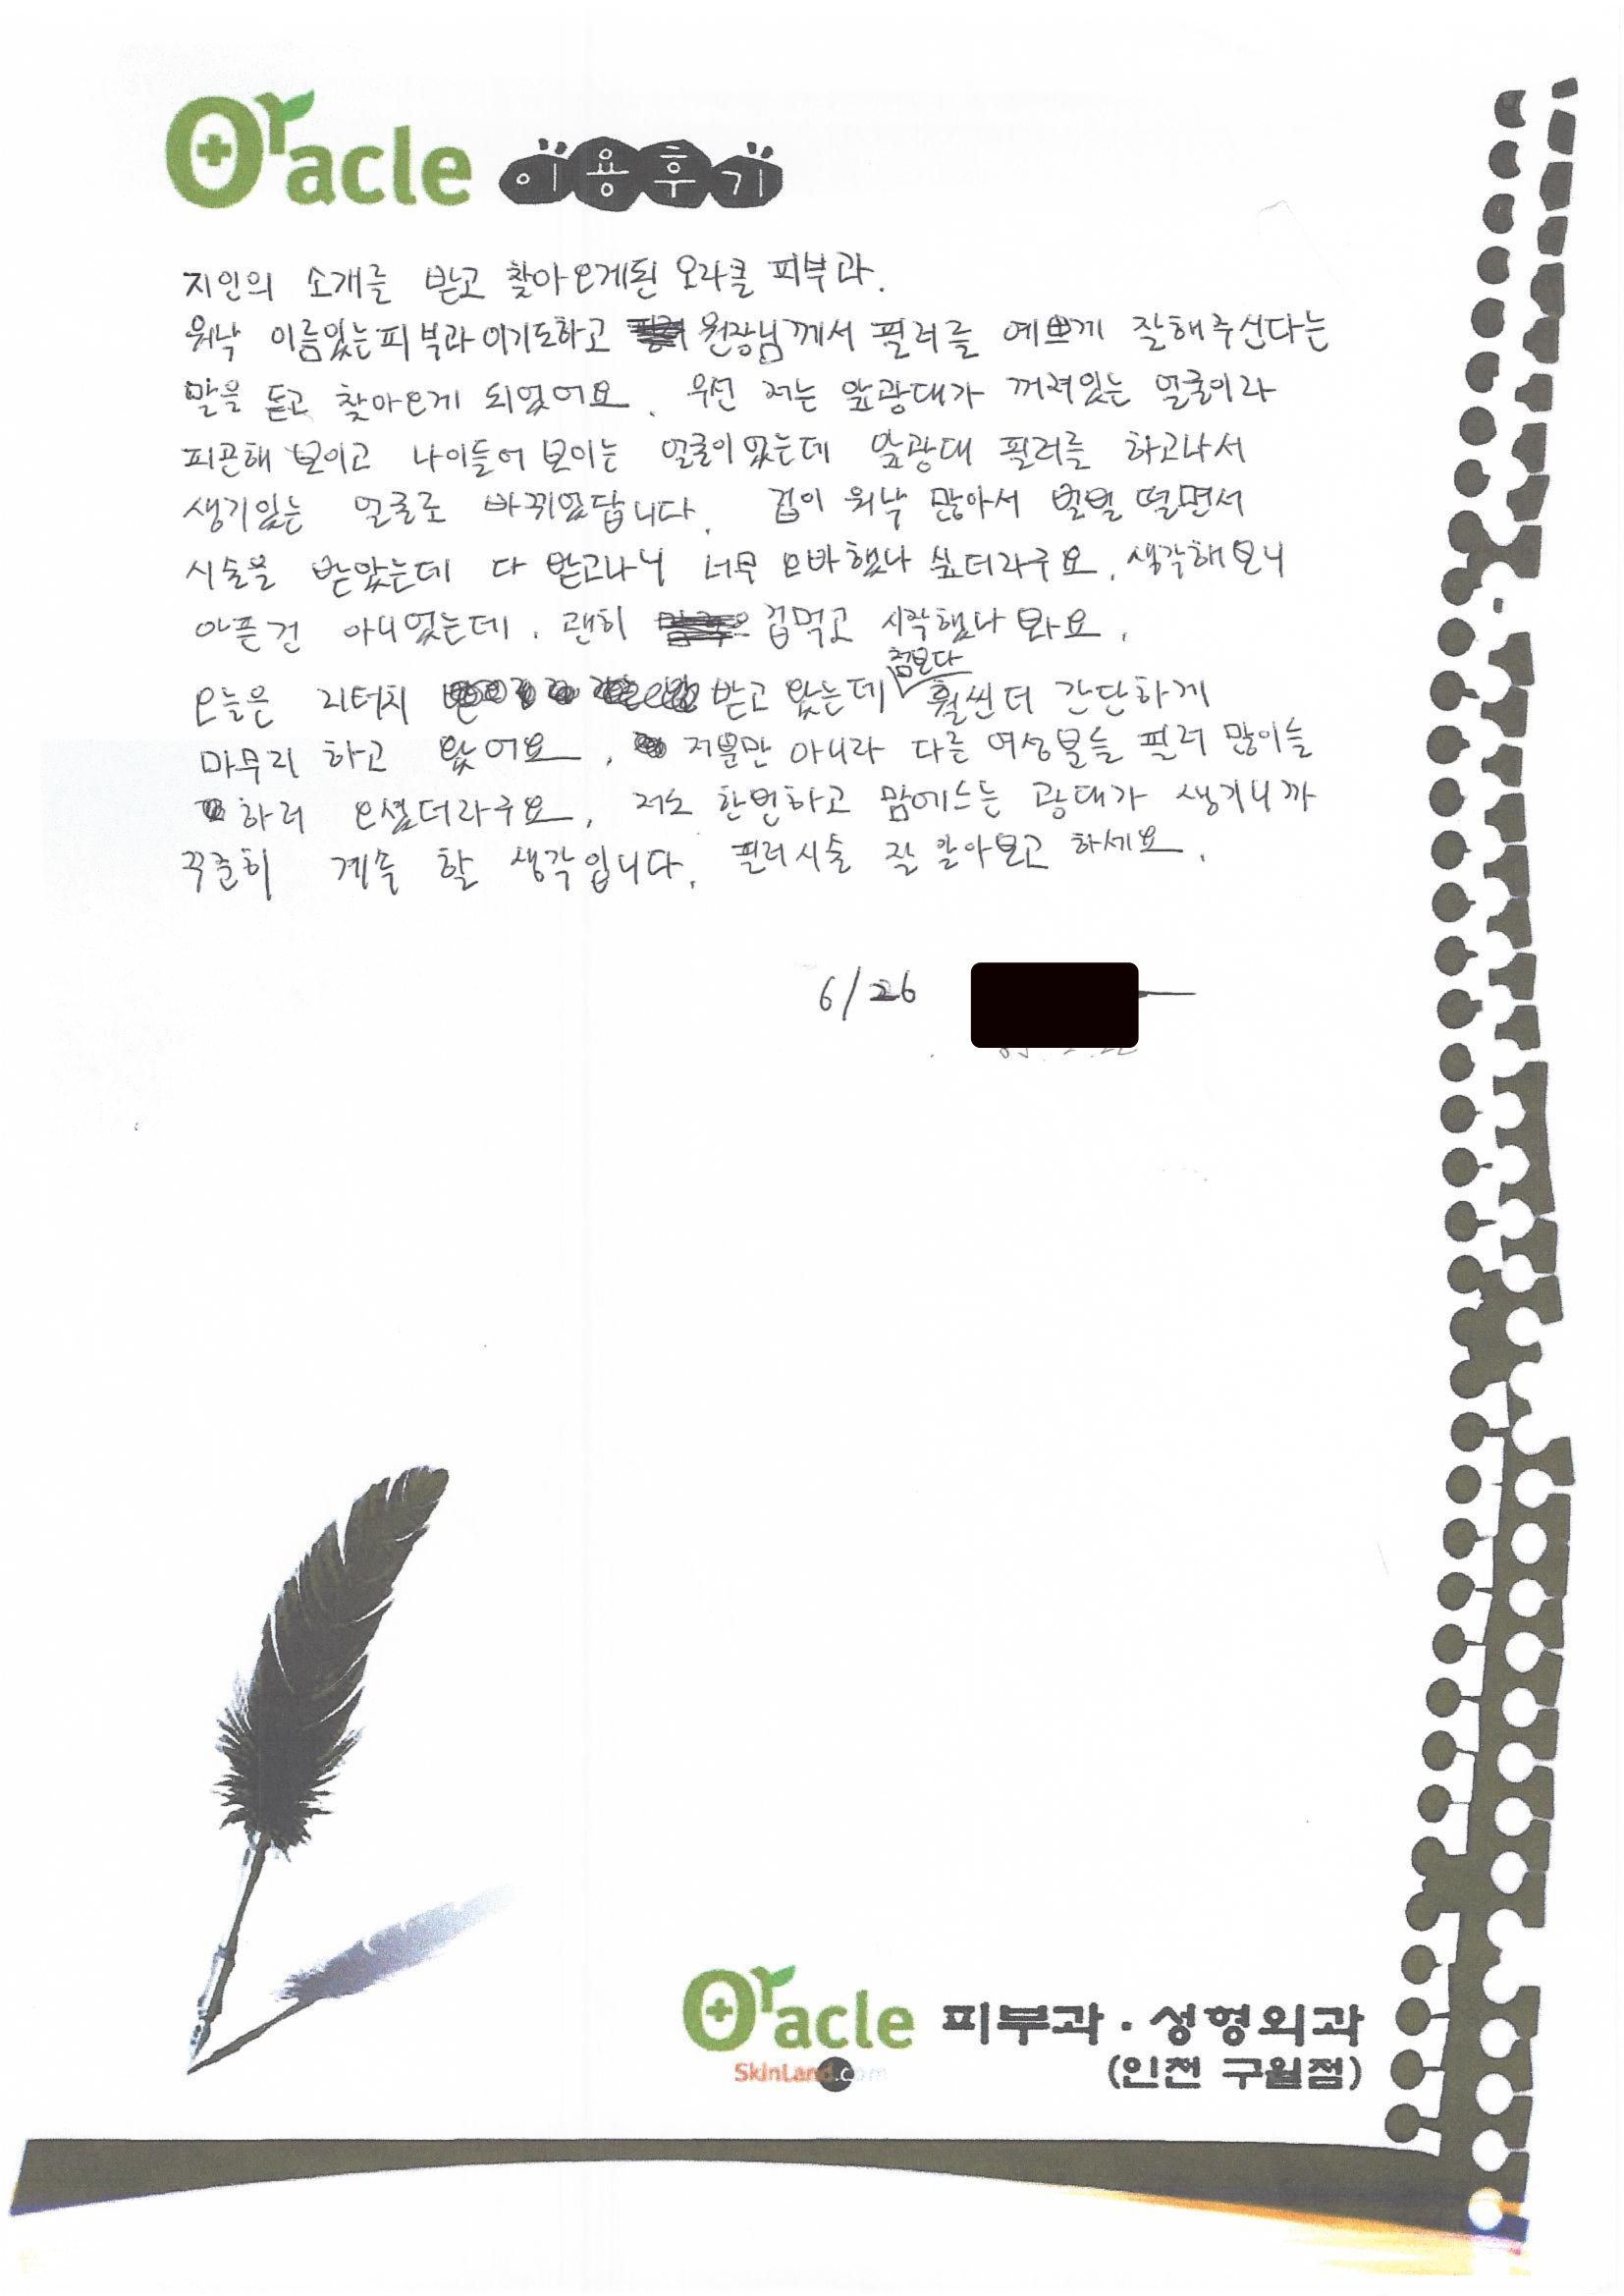 Oracle 이용후기
지인의 소개를 받고 찾아오게된 오라클 피부과.
워낙 이름있는피부과이기도하고 원장님께서 필러를 예쁘게 잘해주신다는
말을 듣고 찾아오게 되었어요. 우선 저는 앞광대가 꺼져있는 얼굴이라
피곤해 보이고 나이들어 보이는 얼굴이였는데 앞광대 필러를 하고나서
생기있는 얼굴로 바뀌었답니다. 겁이 워낙 많아서 벌벌 떨면서
시술을 받았는데 다 받고나니 너무 오바했나 싶더라구요. 생각해보니
아픈건 아니었는데. 괜히 겁먹고 시작했나 봐요.
첨보다
오늘은 리터치 받고 왔는데 훨씬더 간단하게
마무리 하고 왔어요. 저뿐만 아니라 다른 여성분들 필러 많이들
하러 오셨더라구요. 저도 한번하고 맘에드는 광대가 생기니까
꾸준히 계속 할 생각입니다. 필러시술 잘 알아보고 하세요.
6/26
Oracle 피부과·성형외과
SkinLand.com
(인천 구월점)